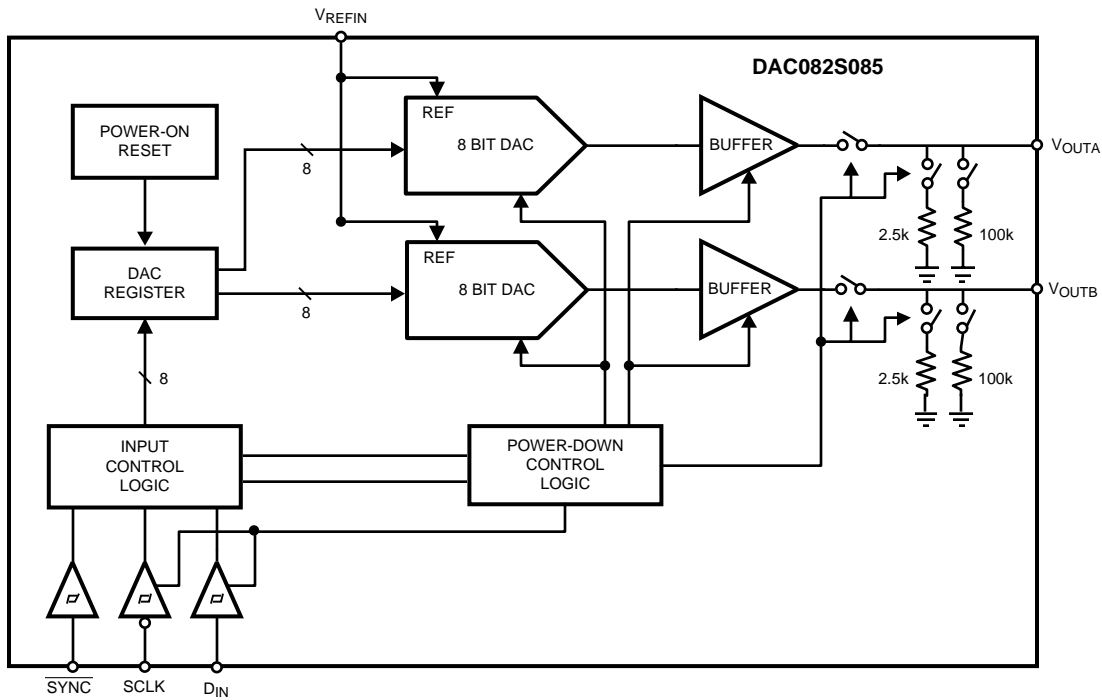 VREFIN
DAC082S085
POWER-ON
RESET
REF
8 BIT DAC
BUFFER
VOUTA
8
2.5k
100k
DAC
REGISTER
REF
8 BIT DAC
BUFFER
VOUTB
8
8
2.5k
100k
INPUT
CONTROL
LOGIC
POWER-DOWN
CONTROL
LOGIC
SYNC
SCLK
DIN